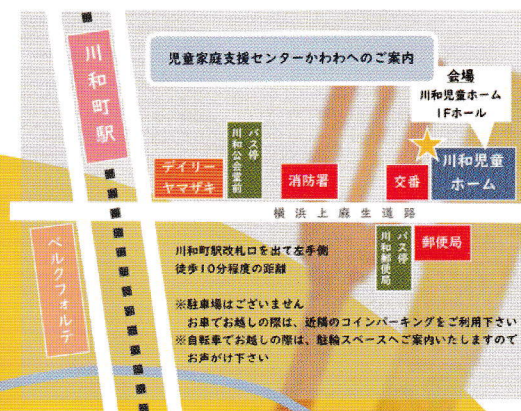 児童家庭支援センターかわわへのご案内
川和町駅
会場
川和児童ホーム
1Fホール
デイリー
ヤマザキ
バス停
川和公会堂前
消防署
交番
川和児童
ホーム
横浜上麻生道路
ベルクフォルテ
バス停
川和郵便局
郵便局
川和町駅改札口を出て左手側
徒歩10分程度の距離
※駐車場はございません
お車でお越しの際は、近隣のコインパーキングをご利用下さい
※自転車でお越しの際は、駐輪スペースへご案内いたしますので
お声がけ下さい